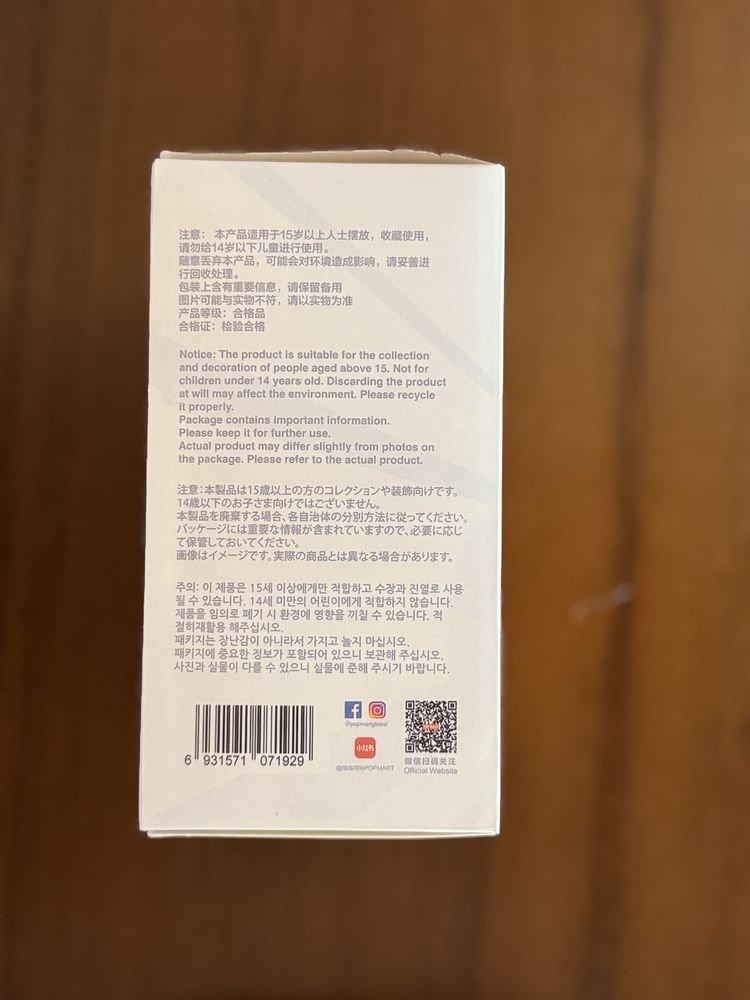 注意： 本产品适用于15岁以上人士摆放，收藏使用，
请勿给14岁以下儿童进行使用。
随意丢弃本产品，可能会对环境造成影响，请妥善进
行回收处理。
包装上含有重要信息，请保留备用
图片可能与实物不符，请以实物为准
产品等级：合格品
合格证：检验合格
Notice: The product is suitable for the collection
and decoration of people aged above 15. Not for
children under 14 years old. Discarding the product
at will may affect the environment. Please recycle
it properly.
Package contains important information.
Please keep it for further use.
Actual product may differ slightly from photos on
the package. Please refer to the actual product.
注意：本製品は15歳以上の方のコレクションや装飾向けです。
14歳以下のお子さま向けではございません。
本製品を廃棄する場合、各自治体の分別方法に従ってください。
パッケージには重要な情報が含まれていますので、必要に応じ
て保管しておいてください。
画像はイメージです。実際の商品とは異なる場合があります。
주의: 이 제품은 15세 이상에게만 적합하고 수장과 진열로 사용
될 수 있습니다. 14세 미만의 어린이에게 적합하지 않습니다.
제품을 임의로 폐기 시 환경에 영향을 끼칠 수 있습니다. 적
절히재활용 해주십시오.
패키지는 장난감이 아니라서 가지고 놀지 마십시오.
패키지에 중요한 정보가 포함되어 있으니 보관해 주십시오.
사진과 실물이 다를 수 있으니 실물에 준해 주시기 바랍니다.
6 931571 071929
@popmartglobal
小红书
@泡泡玛特POPMART
微信扫码关注
Official Website